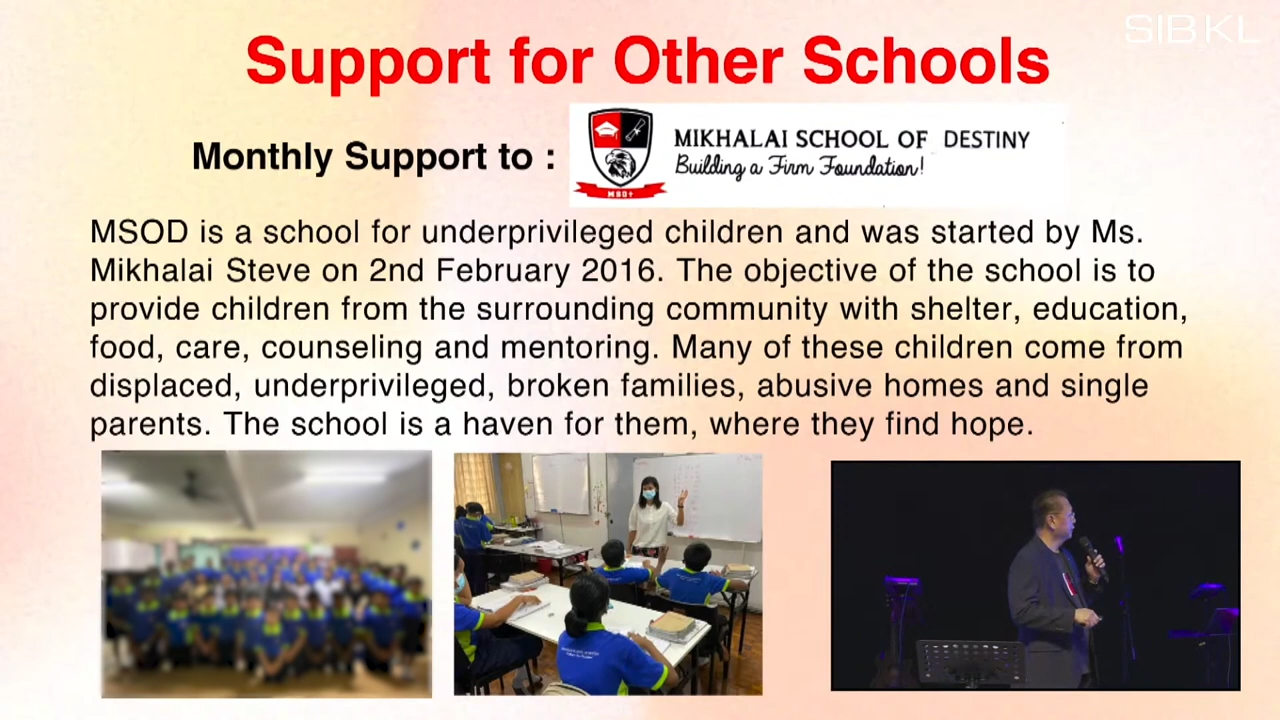 SIB KL
Support for Other Schools
Monthly Support to :
MIKHALAI SCHOOL OF DESTINY
Building a Firm Foundation!
MSOD
MSOD is a school for underprivileged children and was started by Ms.
Mikhalai Steve on 2nd February 2016. The objective of the school is to
provide children from the surrounding community with shelter, education,
food, care, counseling and mentoring. Many of these children come from
displaced, underprivileged, broken families, abusive homes and single
parents. The school is a haven for them, where they find hope.